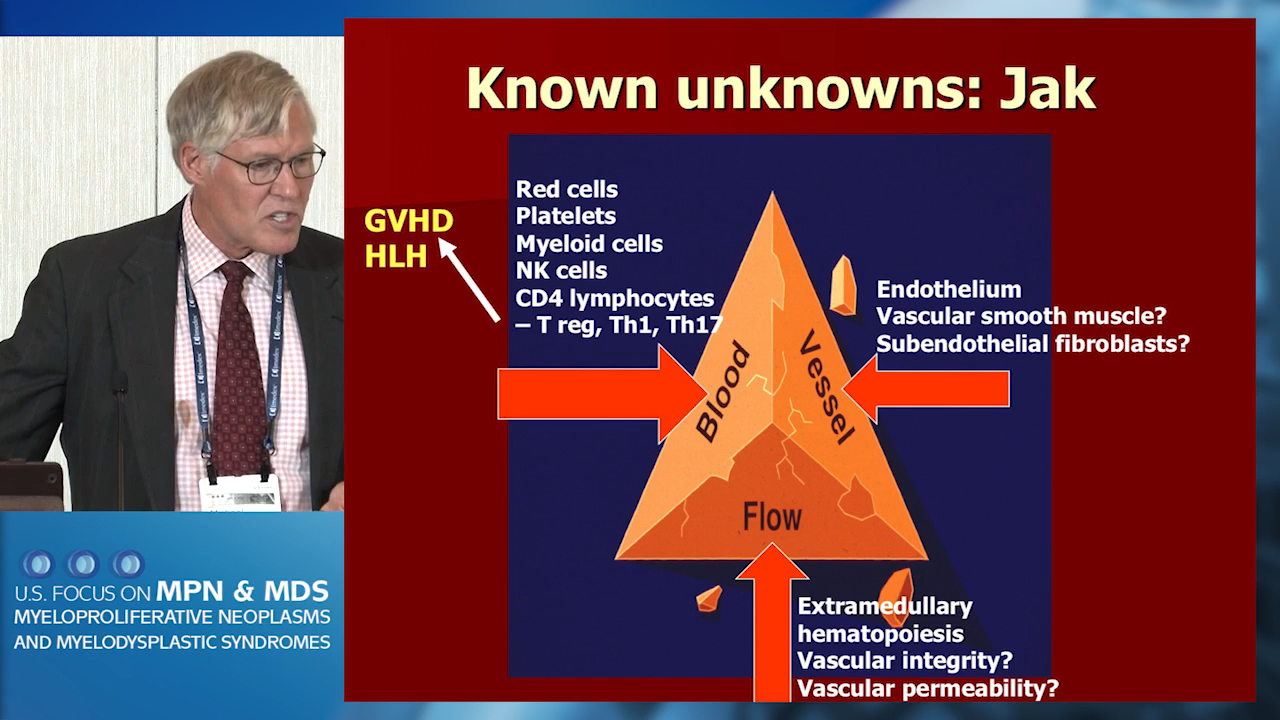 Known unknowns: Jak
GVHD
HLH
Red cells
Platelets
Myeloid cells
NK cells
CD4 lymphocytes
– T reg, Th1, Th17
Endothelium
Vascular smooth muscle?
Subendothelial fibroblasts?
Blood
Vessel
Flow
Extramedullary
hematopoiesis
Vascular integrity?
Vascular permeability?
U.S. FOCUS ON MPN & MDS
MYELOPROLIFERATIVE NEOPLASMS
AND MYELODYSPLASTIC SYNDROMES